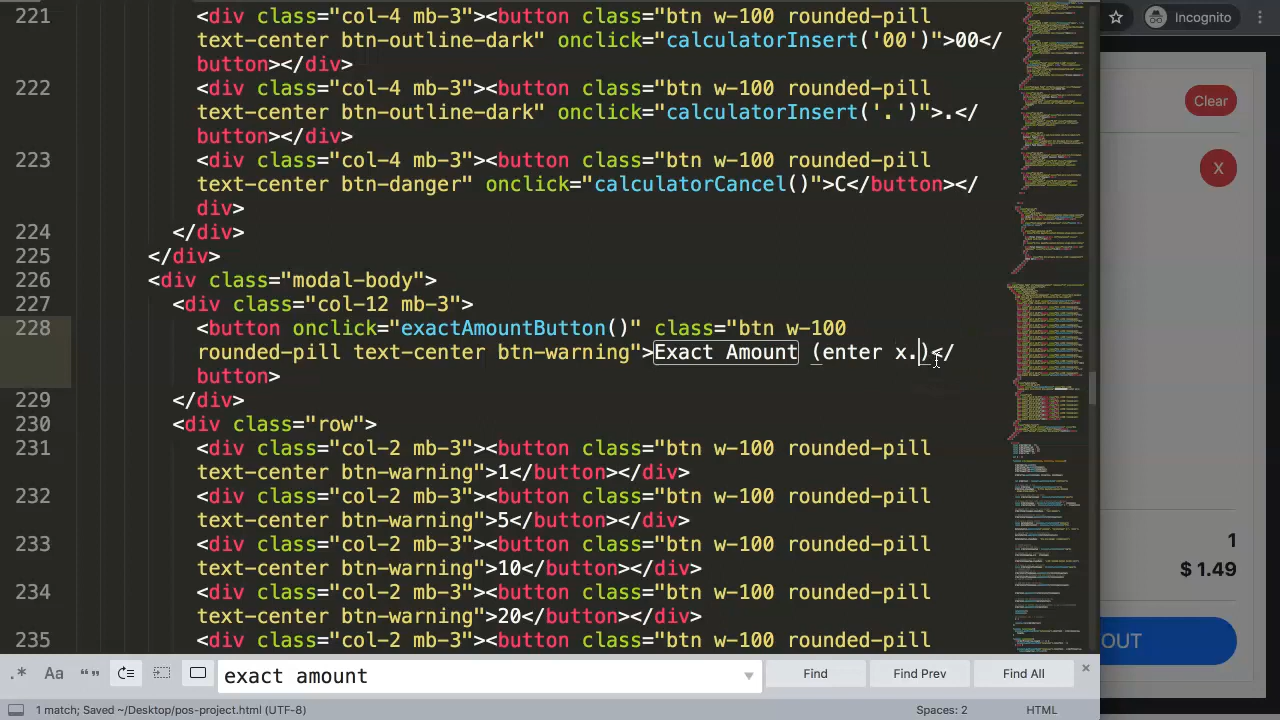 221 <div class="col-4 mb-3"><button class="btn w-100 rounded-pill
text-center btn-outline-dark" onclick="calculatorInsert('00')">00</
button></div>
222 <div class="col-4 mb-3"><button class="btn w-100 rounded-pill
text-center btn-outline-dark" onclick="calculatorInsert('.')">.</
button></div>
223 <div class="col-4 mb-3"><button class="btn w-100 rounded-pill
text-center btn-danger" onclick="calculatorCancel()">C</button></
div>
224 </div>
225 </div>
226 <div class="modal-body">
227 <div class="col-12 mb-3">
228 <button onclick="exactAmountButton()" class="btn w-100
rounded-pill text-center btn-warning">Exact Amount (enter x.)</
button>
229 </div>
230 <div class="row">
231 <div class="col-2 mb-3"><button class="btn w-100 rounded-pill
text-center btn-warning">1</button></div>
232 <div class="col-2 mb-3"><button class="btn w-100 rounded-pill
text-center btn-warning">5</button></div>
233 <div class="col-2 mb-3"><button class="btn w-100 rounded-pill
text-center btn-warning">10</button></div>
234 <div class="col-2 mb-3"><button class="btn w-100 rounded-pill
text-center btn-warning">20</button></div>
235 <div class="col-2 mb-3"><button class="btn w-100 rounded-pill
Incognito
Clear
X
1
$ 1.49
OUT
.* Aa “”
exact amount
Find
Find Prev
Find All
1 match; Saved ~/Desktop/pos-project.html (UTF-8)
Spaces: 2
HTML